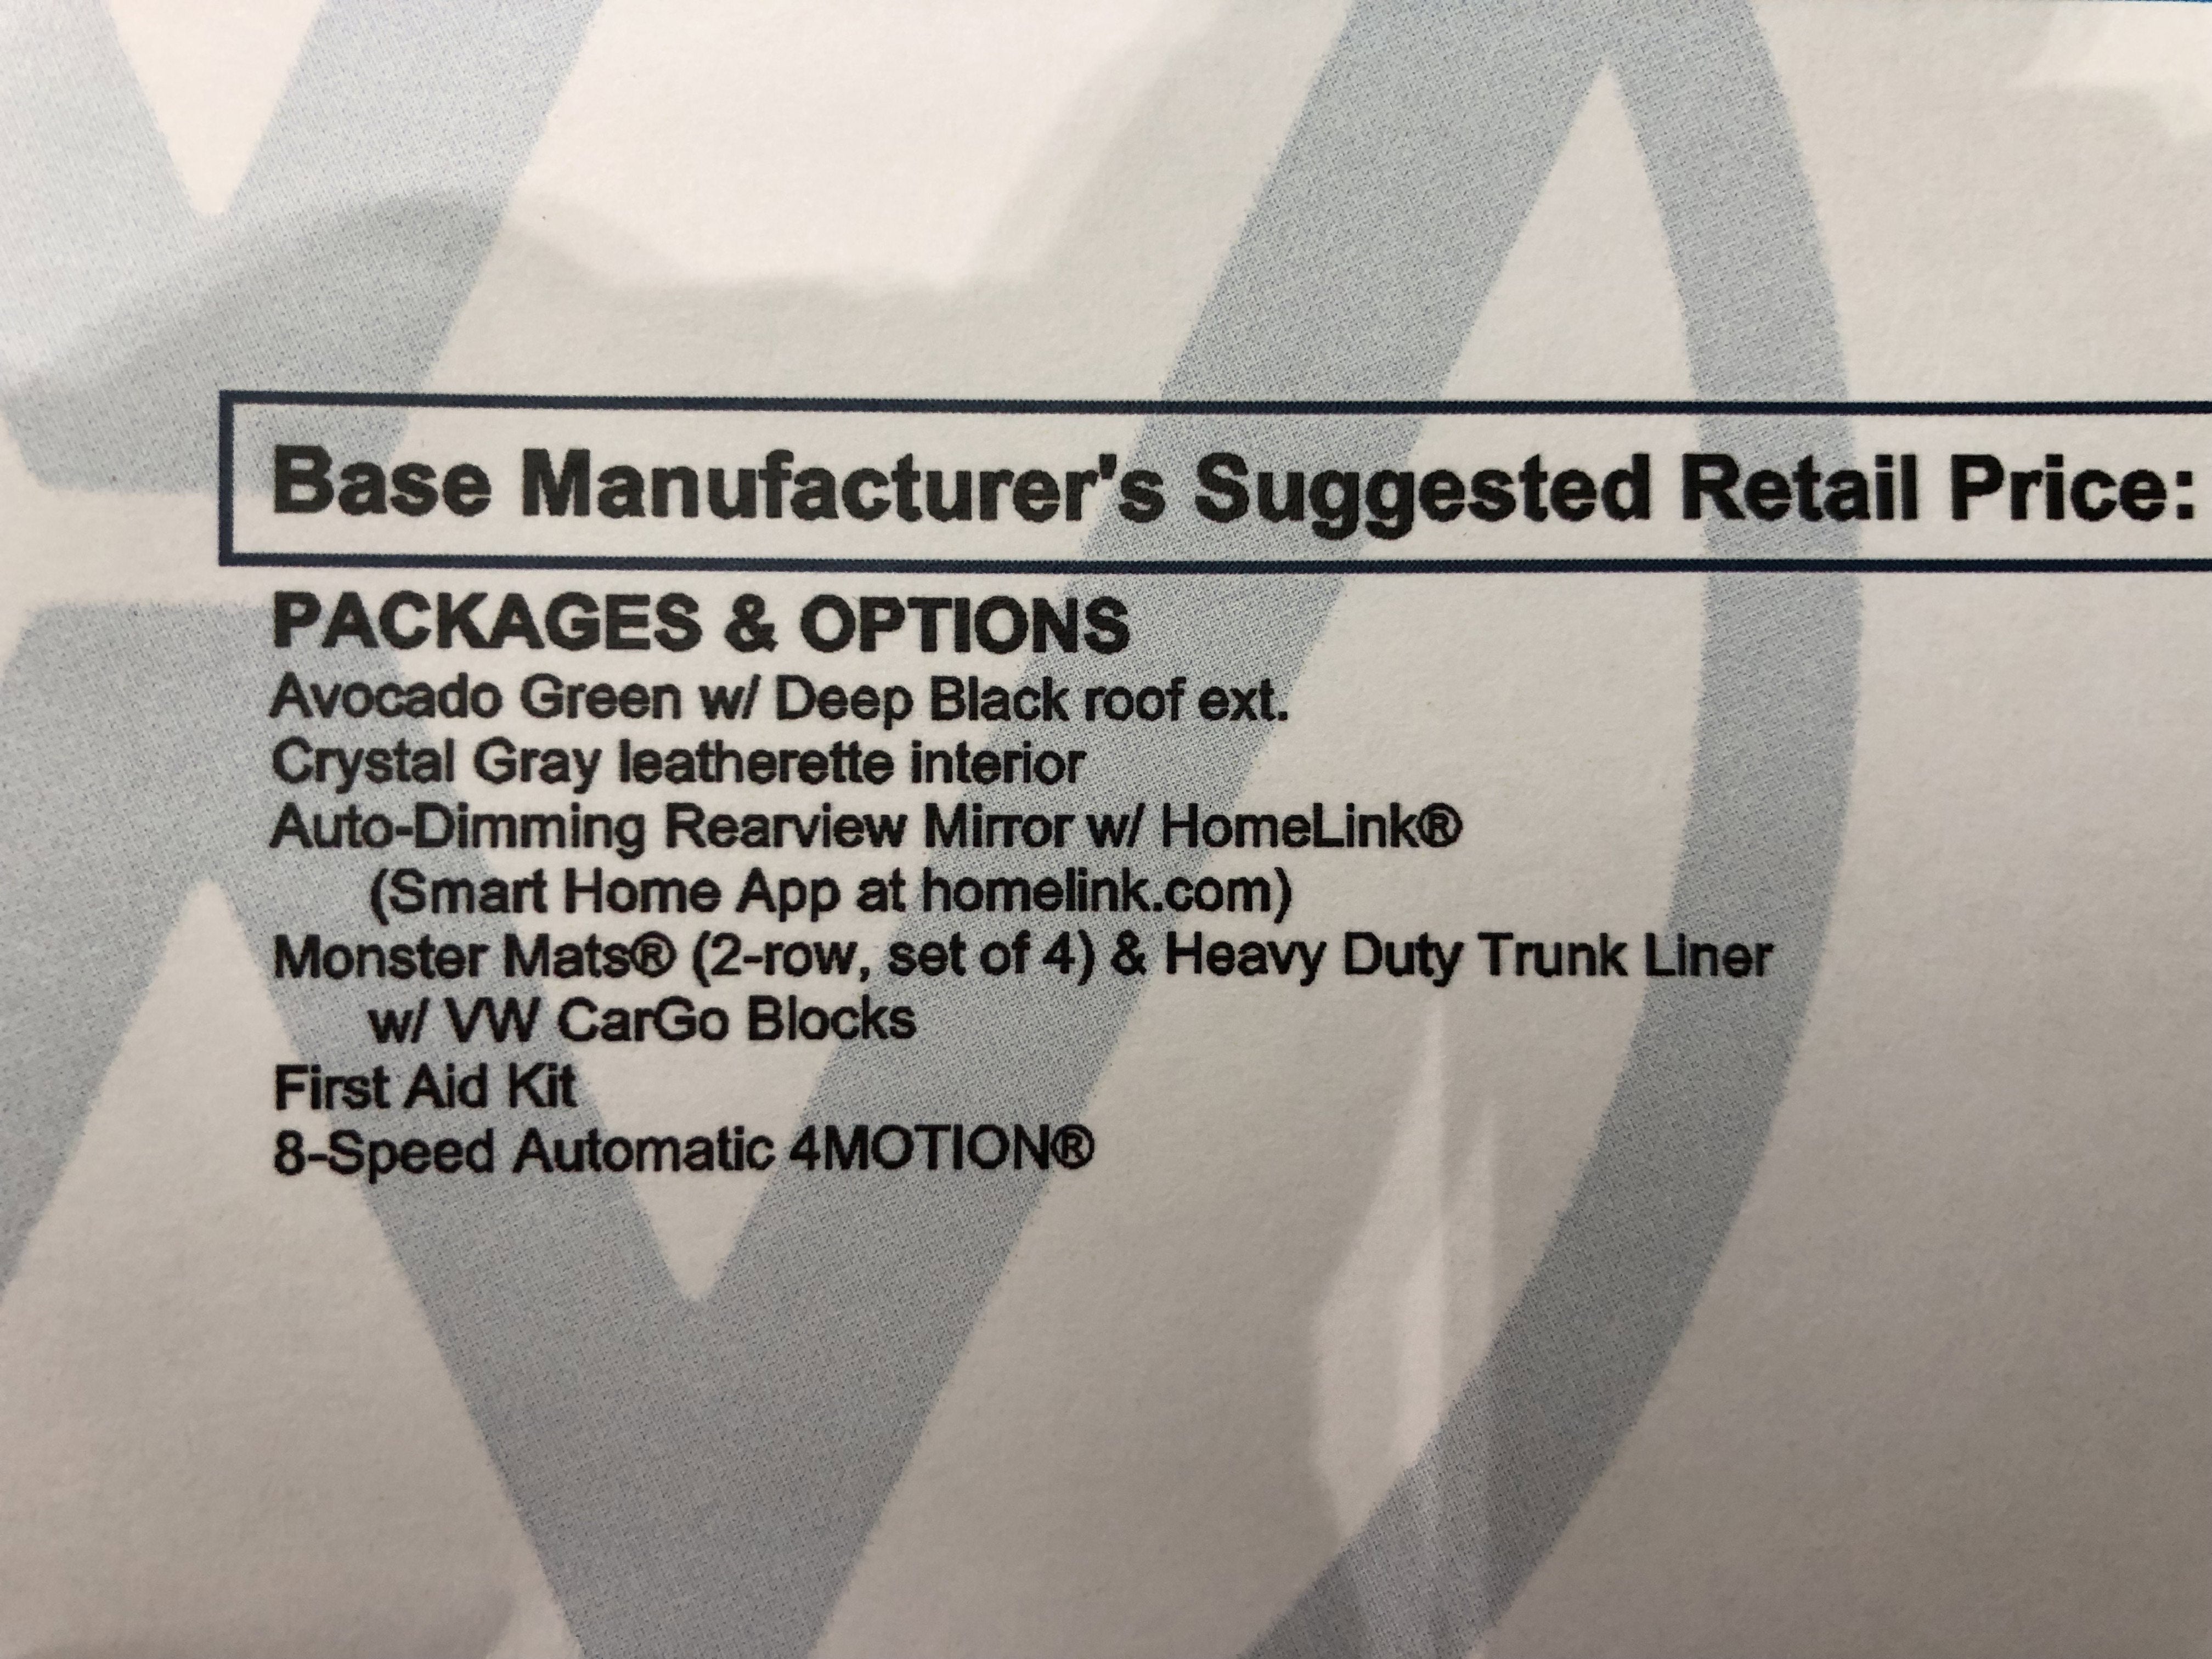 Base Manufacturer's Suggested Retail Price:
PACKAGES & OPTIONS
Avocado Green w/ Deep Black roof ext.
Crystal Gray leatherette interior
Auto-Dimming Rearview Mirror w/ HomeLink®
(Smart Home App at homelink.com)
Monster Mats® (2-row, set of 4) & Heavy Duty Trunk Liner
w/ VW CarGo Blocks
First Aid Kit
8-Speed Automatic 4MOTION®